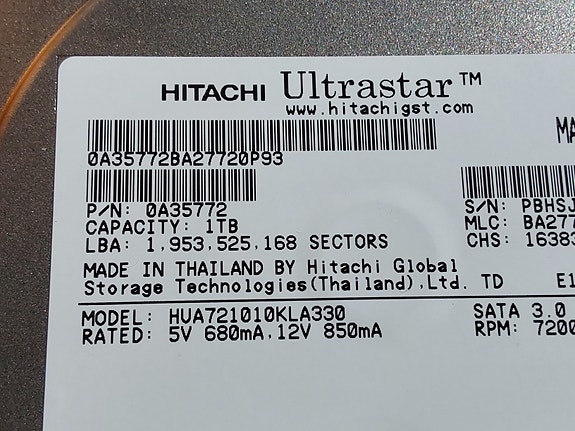 HITACHI Ultrastar™
www.hitachigst.com
MA
0A35772BA27720P93
P/N: 0A35772
S/N: PBHSJ
CAPACITY: 1TB
MLC: BA277
LBA: 1,953,525,168 SECTORS
CHS: 16383
MADE IN THAILAND BY Hitachi Global
Storage Technologies(Thailand),Ltd. TD E1
MODEL: HUA721010KLA330
SATA 3.0
RATED: 5V 680mA,12V 850mA
RPM: 7200